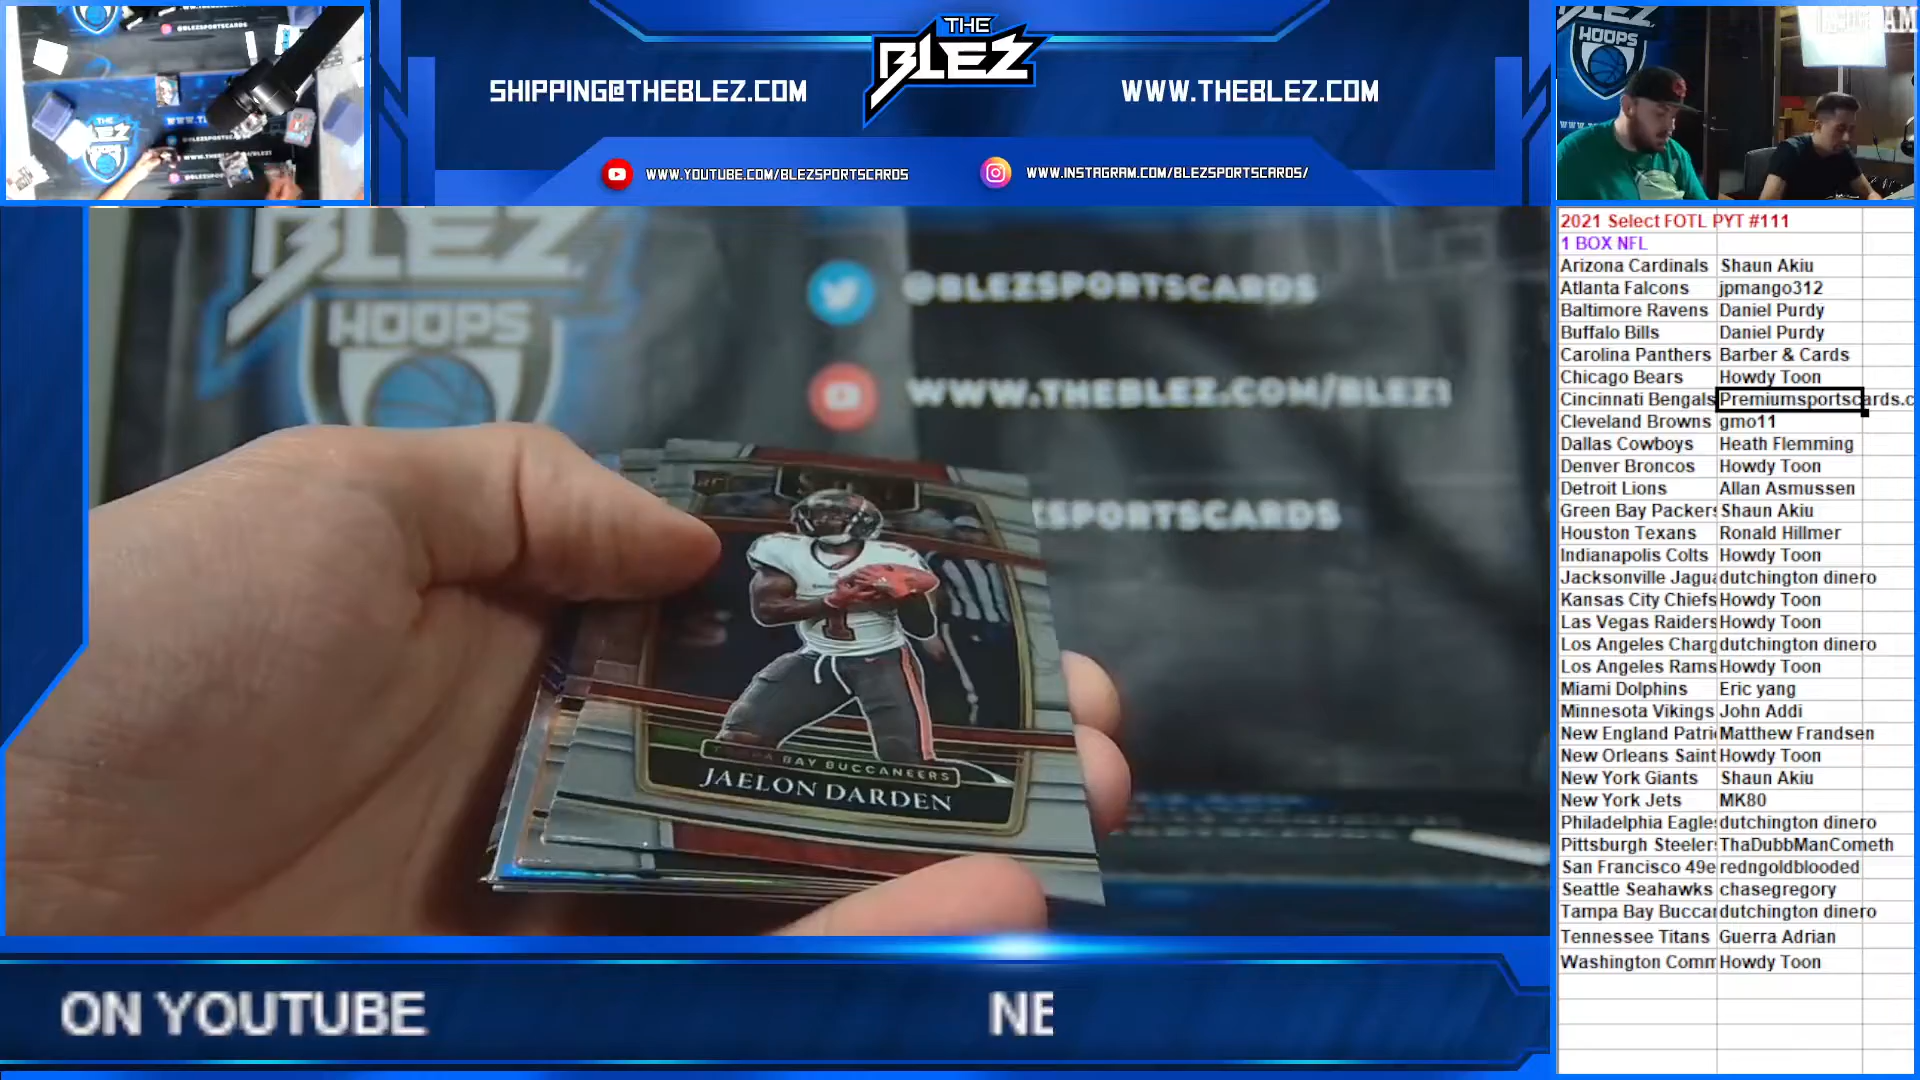 THE
BLEZ
SHIPPING@THEBLEZ.COM
WWW.THEBLEZ.COM
WWW.YOUTUBE.COM/BLEZSPORTSCARDS
WWW.INSTAGRAM.COM/BLEZSPORTSCARDS/
BLEZ
HOOPS
@BLEZSPORTSCARDS
WWW.THEBLEZ.COM/BLEZ1
ZSPORTSCARDS
BAY BUCCANEERS
JAELON DARDEN
ON YOUTUBE
NE
2021 Select FOTL PYT #111
1 BOX NFL
Arizona Cardinals Shaun Akiu
Atlanta Falcons jpmango312
Baltimore Ravens Daniel Purdy
Buffalo Bills Daniel Purdy
Carolina Panthers Barber & Cards
Chicago Bears Howdy Toon
Cincinnati Bengals Premiumsportscards.c
Cleveland Browns gmo11
Dallas Cowboys Heath Flemming
Denver Broncos Howdy Toon
Detroit Lions Allan Asmussen
Green Bay Packers Shaun Akiu
Houston Texans Ronald Hillmer
Indianapolis Colts Howdy Toon
Jacksonville Jagua dutchington dinero
Kansas City Chiefs Howdy Toon
Las Vegas Raiders Howdy Toon
Los Angeles Charg dutchington dinero
Los Angeles Rams Howdy Toon
Miami Dolphins Eric yang
Minnesota Vikings John Addi
New England Patri Matthew Frandsen
New Orleans Saint Howdy Toon
New York Giants Shaun Akiu
New York Jets MK80
Philadelphia Eagles dutchington dinero
Pittsburgh Steelers ThaDubbManCometh
San Francisco 49e redngoldblooded
Seattle Seahawks chasegregory
Tampa Bay Buccan dutchington dinero
Tennessee Titans Guerra Adrian
Washington Comm Howdy Toon